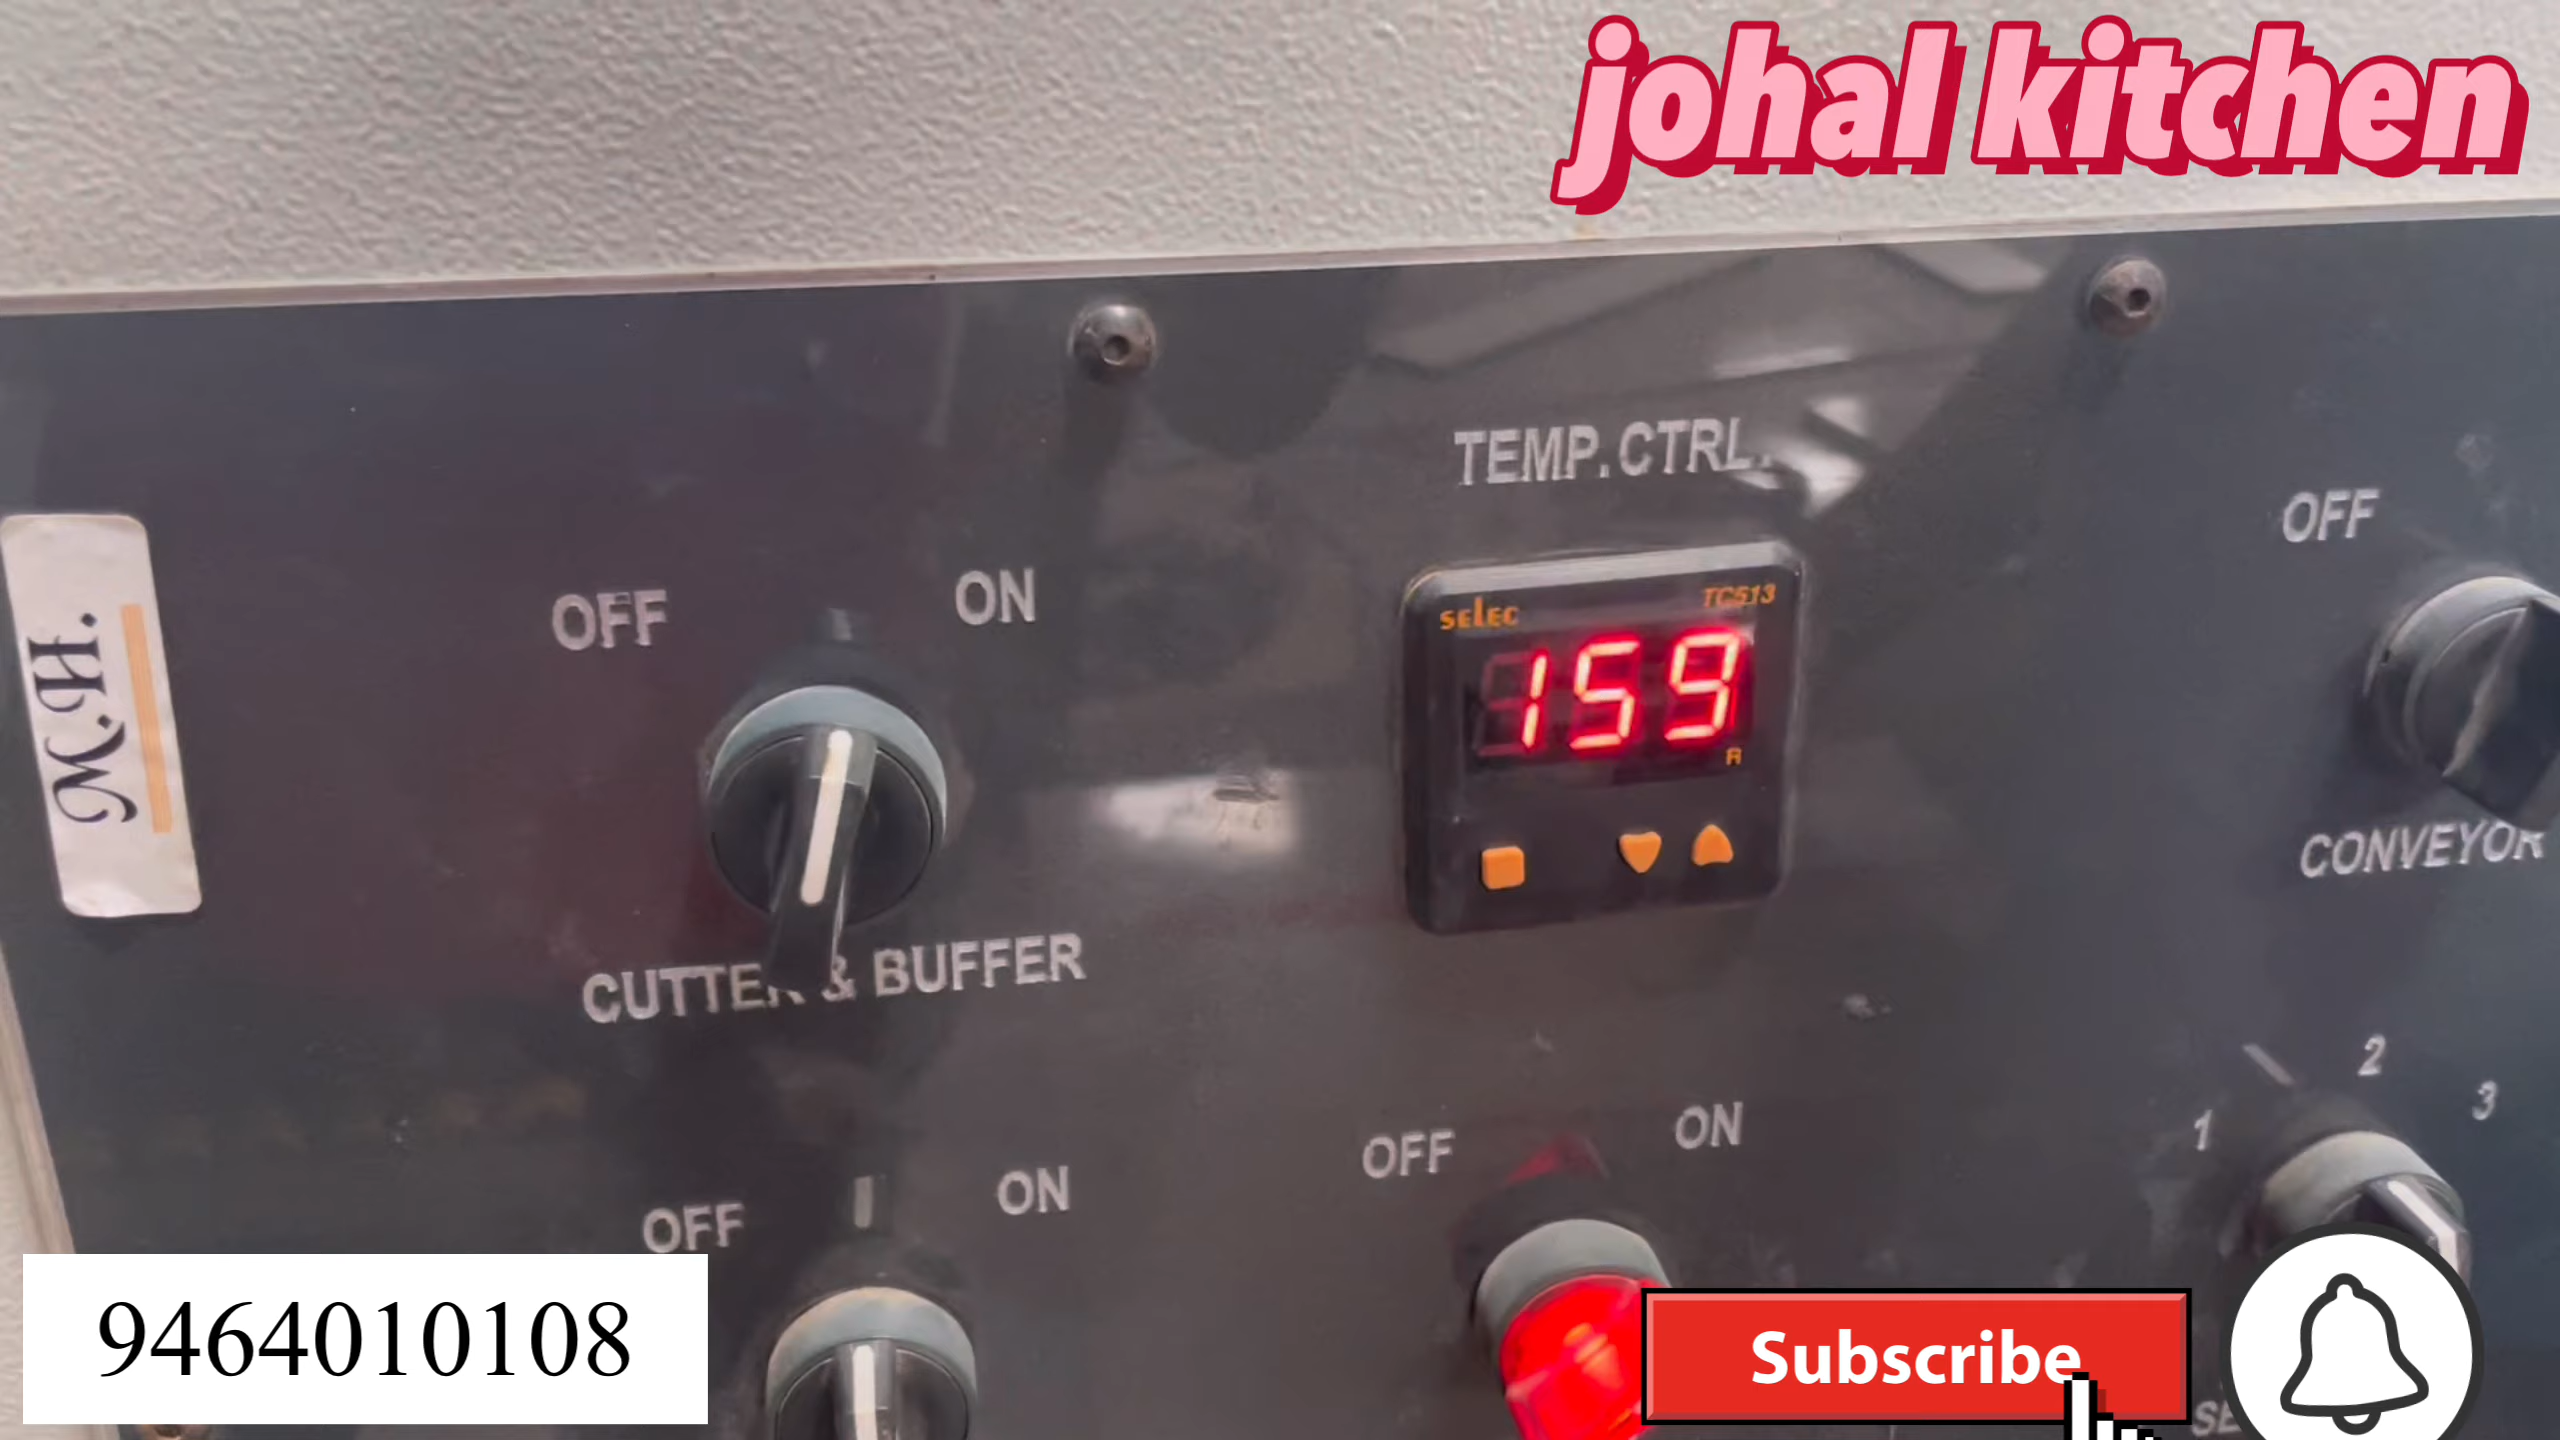 johal kitchen
TEMP.CTRL.
OFF
selec TC513
159
R
OFF ON
M.H.
CONVEYOR
CUTTER & BUFFER
1 2 3
OFF ON
OFF ON
9464010108
Subscribe